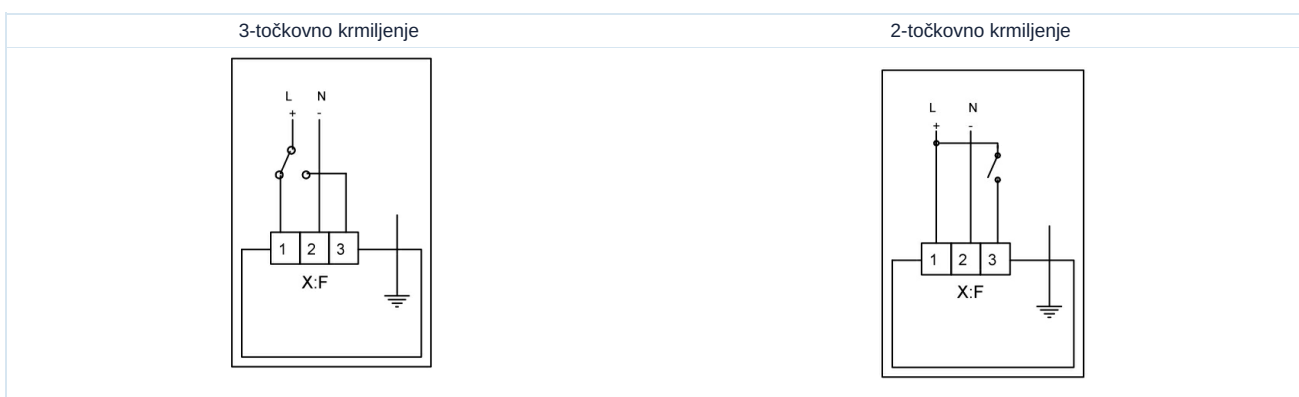 3-točkovno krmiljenje
2-točkovno krmiljenje
L N
+ -
1 2 3
X:F
L N
+ -
1 2 3
X:F